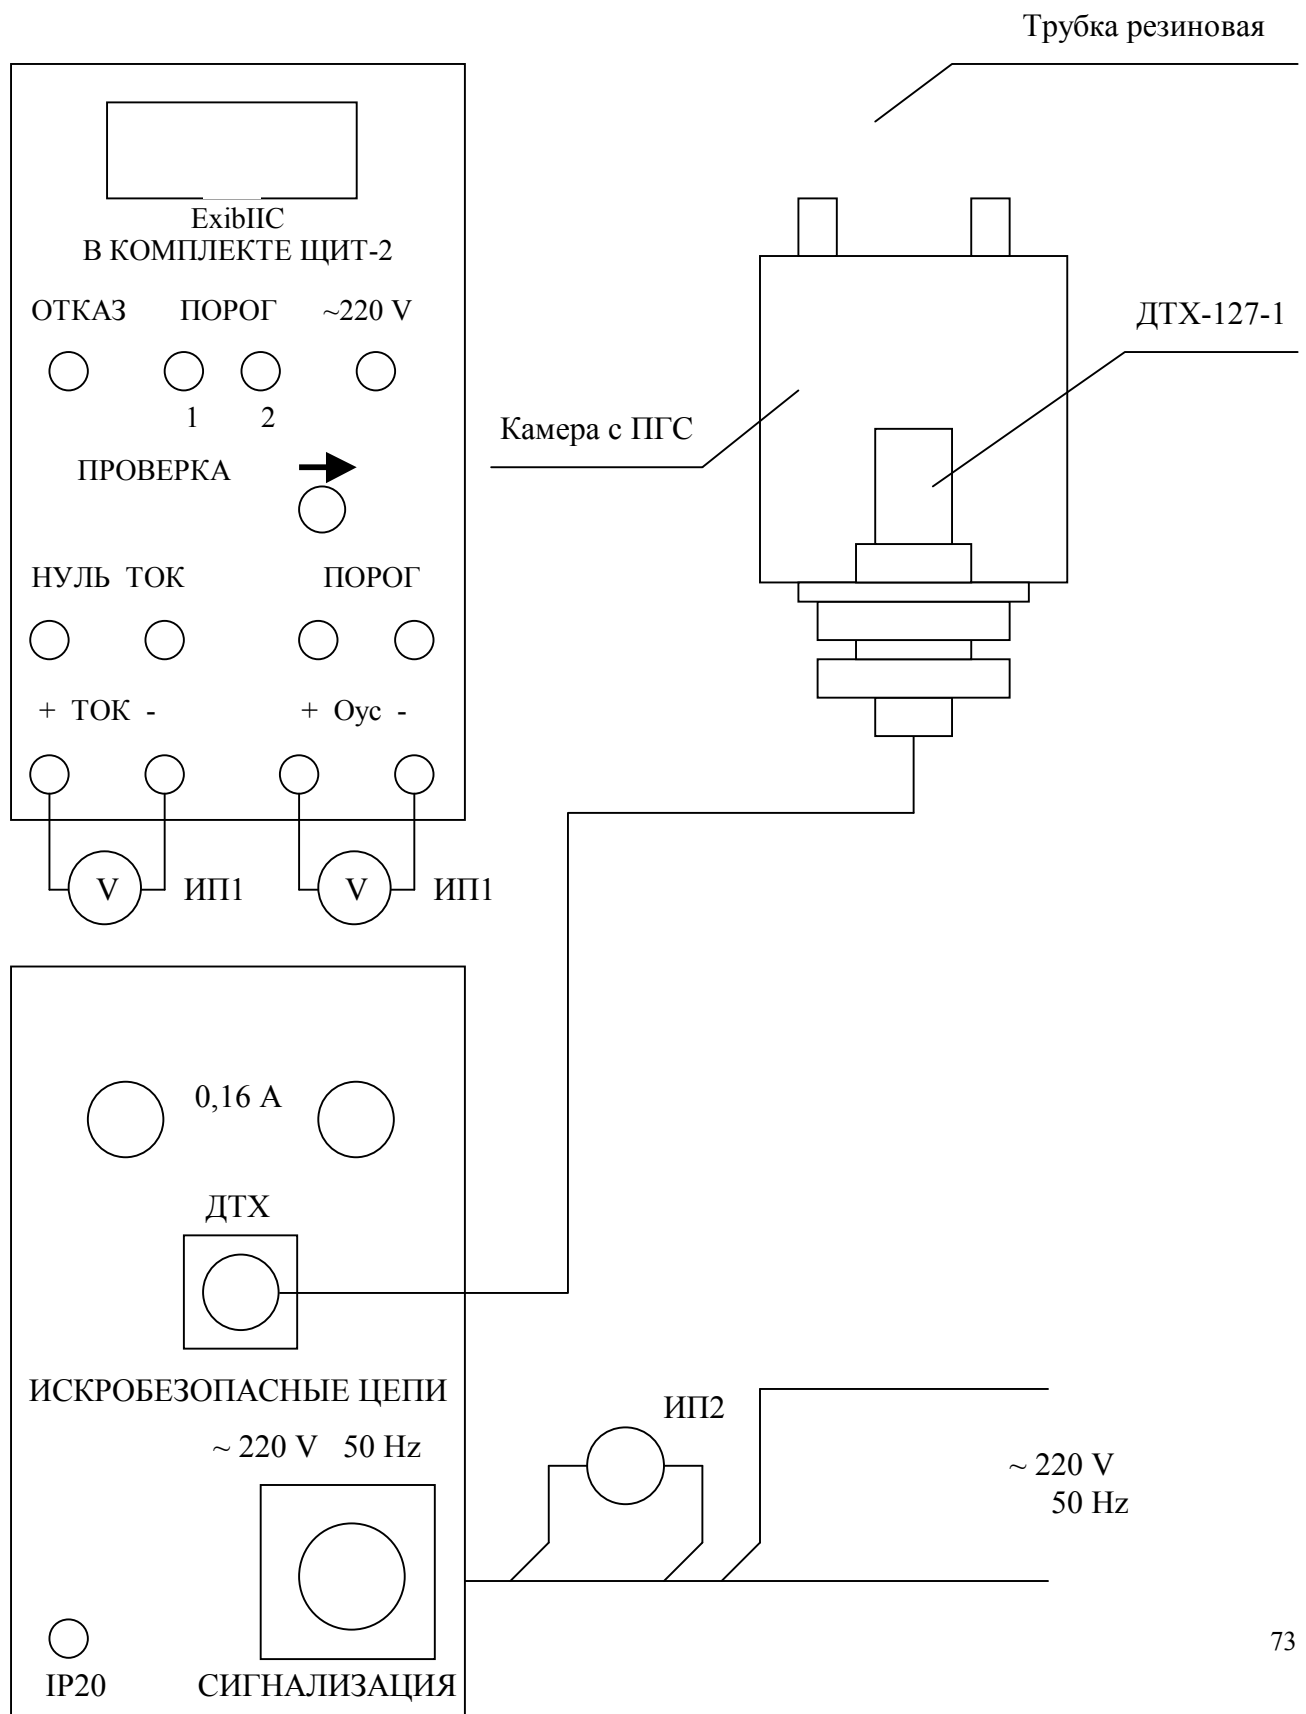 Трубка резиновая
ExibIIC
В КОМПЛЕКТЕ ЩИТ-2
ОТКАЗ ПОРОГ ~220 V
1 2
ПРОВЕРКА
НУЛЬ ТОК ПОРОГ
+ ТОК - + Оус -
V ИП1 V ИП1
ДТХ-127-1
Камера с ПГС
0,16 А
ДТХ
ИСКРОБЕЗОПАСНЫЕ ЦЕПИ
~ 220 V 50 Hz
ИП2
~ 220 V
50 Hz
IP20 СИГНАЛИЗАЦИЯ
73